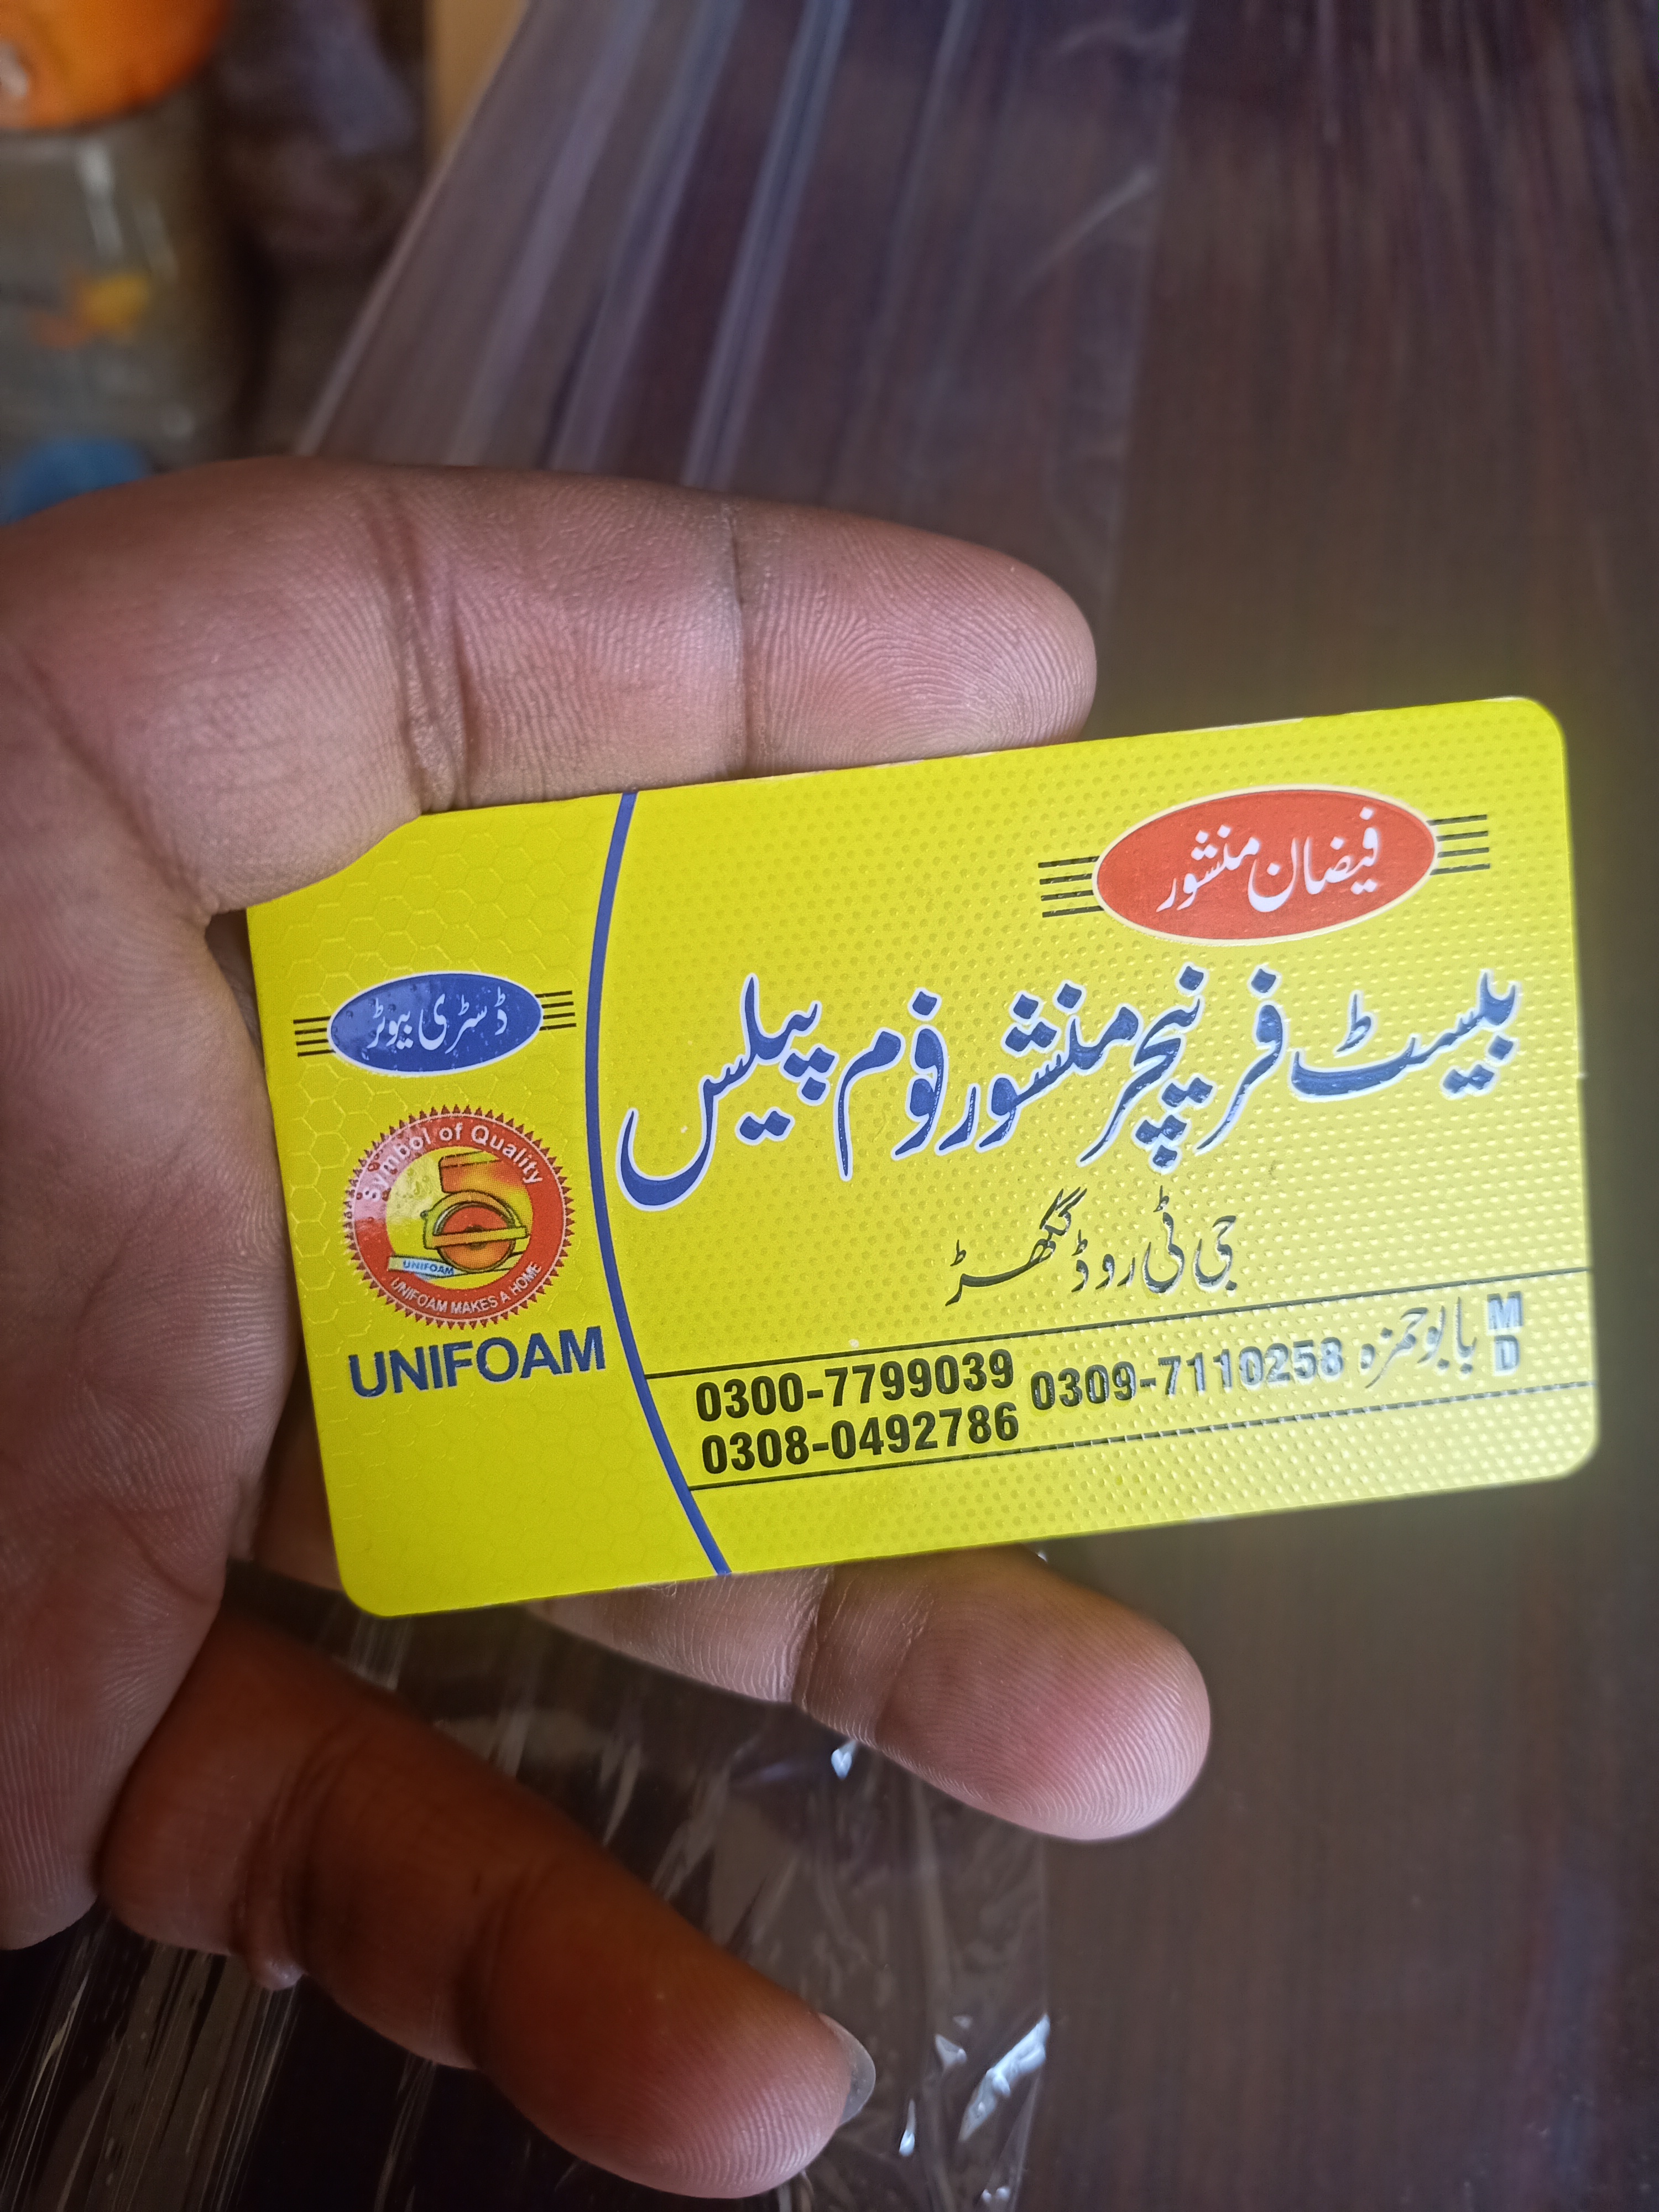 فیضان منشور
بیسٹ فرنیچر منشور فوم پیلس
جی ٹی روڈ گکھڑ
MD بابو حمزہ 0309-7110258
0300-7799039
0308-0492786
ڈسٹری بیوٹر
Symbol of Quality
UNIFOAM
UNIFOAM MAKES A HOME
UNIFOAM